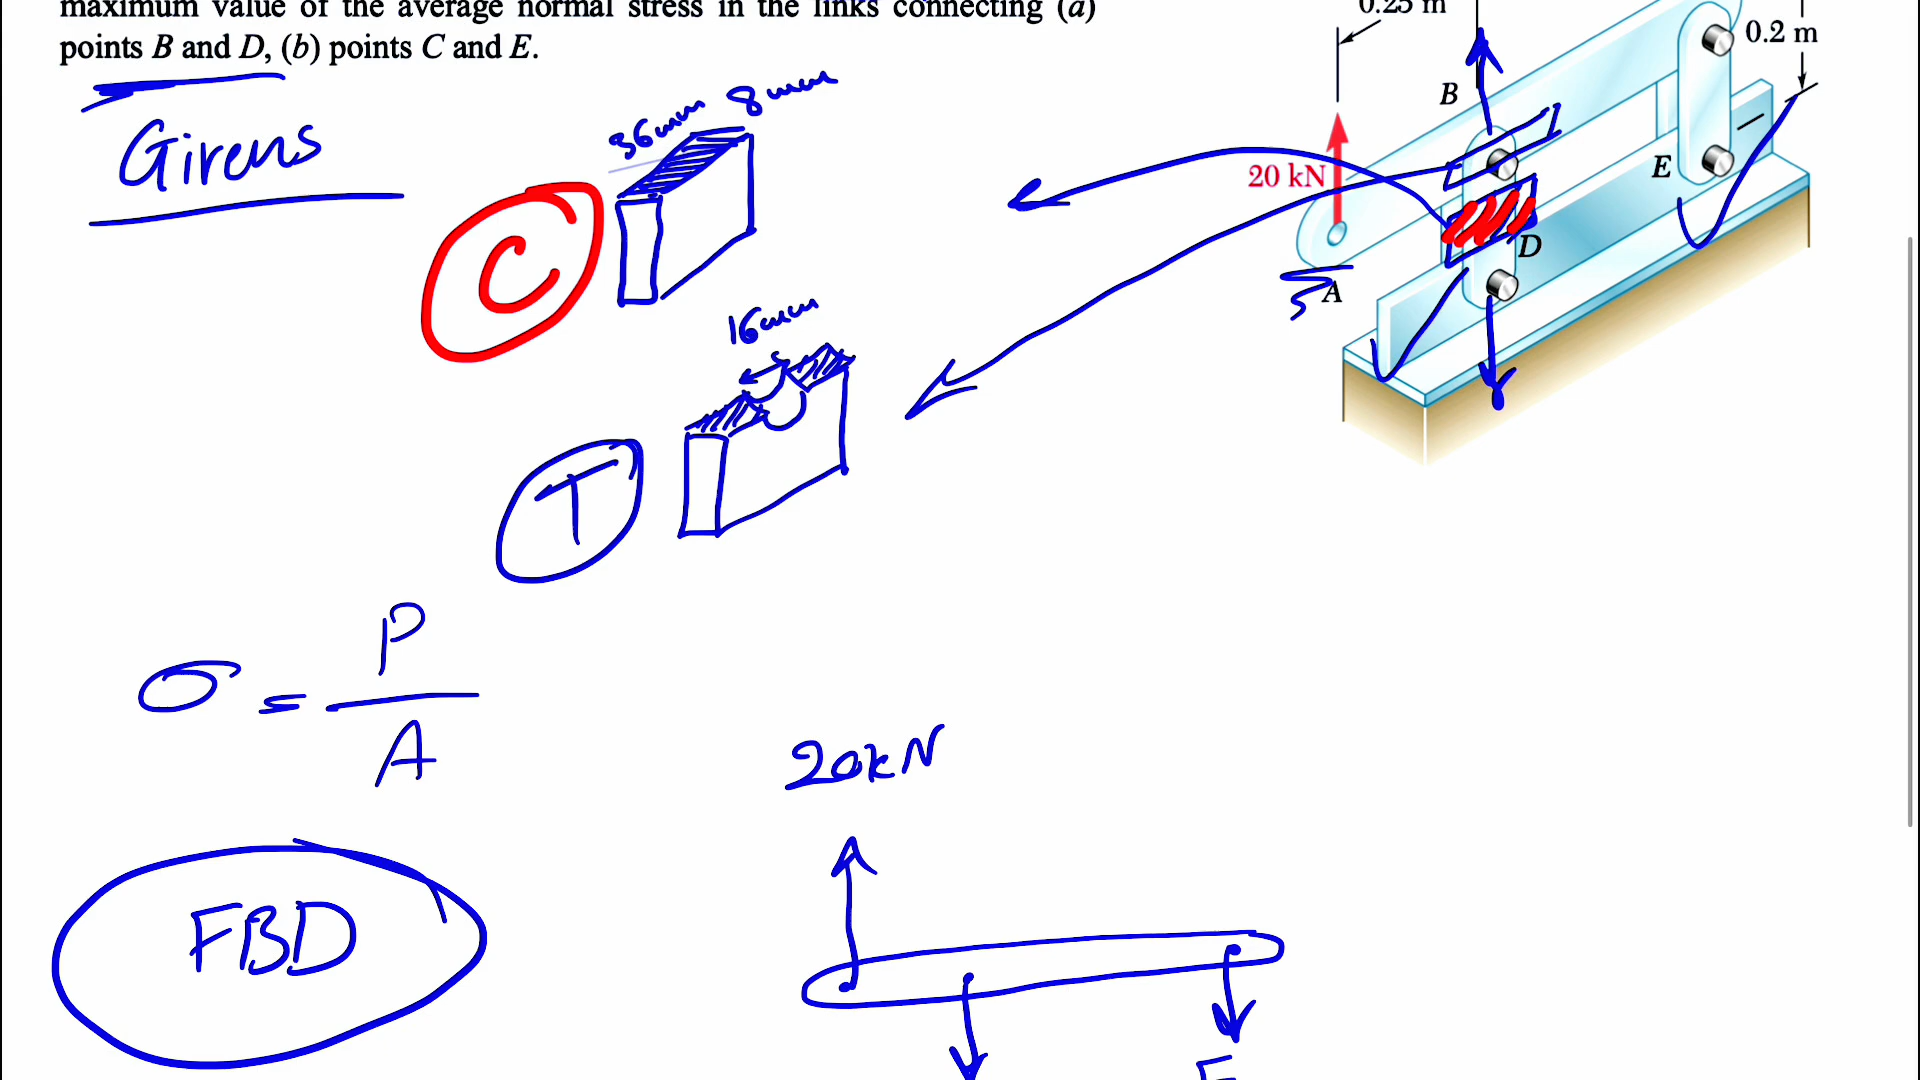 maximum value of the average normal stress in the links connecting (a)
points B and D, (b) points C and E.
Girens
36mm 8mm
C
16mm
T
σ = P
A
FBD
20kN
F
0.25 m
0.2 m
B
20 kN
E
D
A